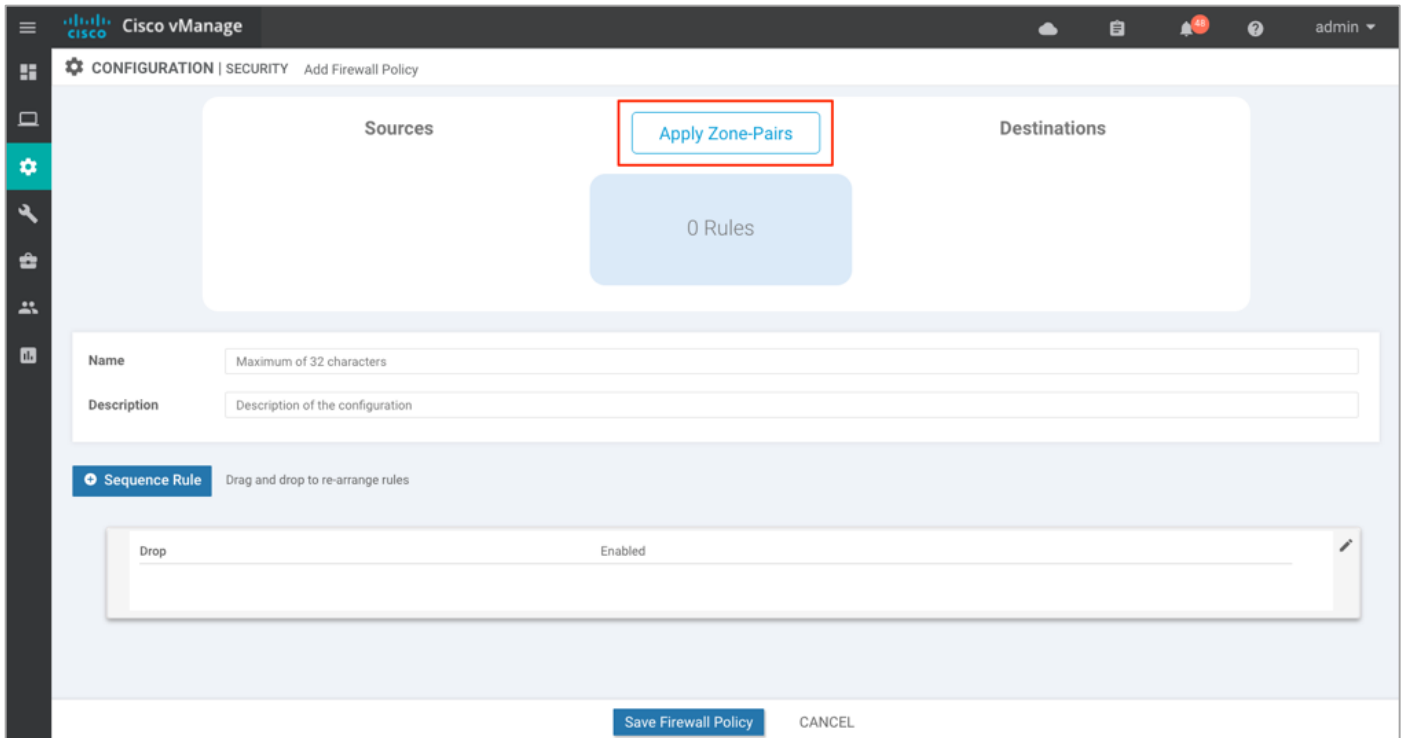 cisco Cisco vManage 48 admin
CONFIGURATION | SECURITY Add Firewall Policy
Sources Apply Zone-Pairs Destinations
0 Rules
Name Maximum of 32 characters
Description Description of the configuration
Sequence Rule Drag and drop to re-arrange rules
Drop Enabled
Save Firewall Policy CANCEL